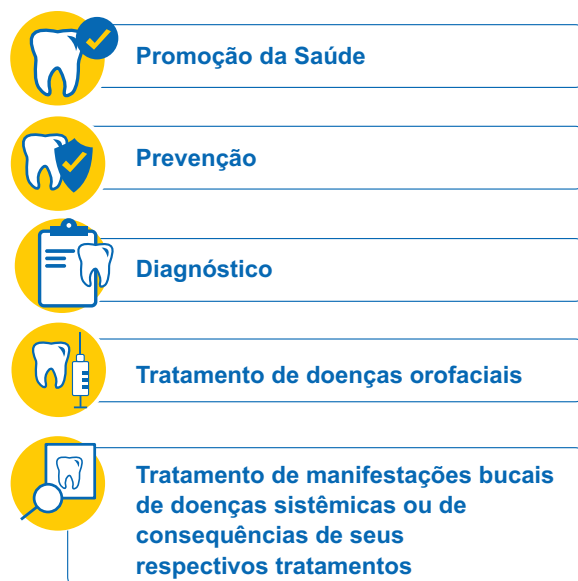 Promoção da Saúde
Prevenção
Diagnóstico
Tratamento de doenças orofaciais
Tratamento de manifestações bucais
de doenças sistêmicas ou de
consequências de seus
respectivos tratamentos